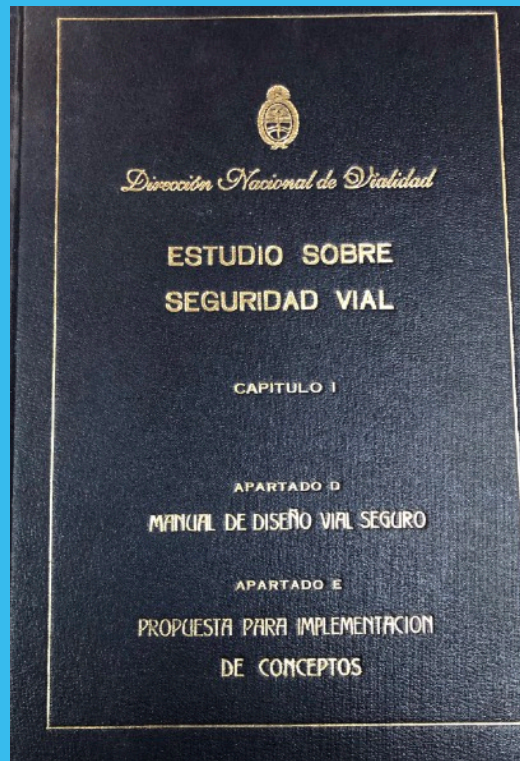 Dirección Nacional de Vialidad
ESTUDIO SOBRE
SEGURIDAD VIAL
CAPITULO I
APARTADO D
MANUAL DE DISEÑO VIAL SEGURO
APARTADO E
PROPUESTA PARA IMPLEMENTACION
DE CONCEPTOS